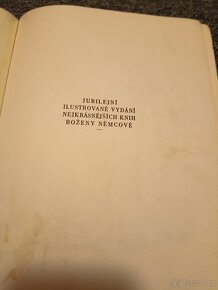 JUBILEJNÍ
ILUSTROVANÉ VYDÁNÍ
NEJKRÁSNĚJŠÍCH KNIH
BOŽENY NĚMCOVÉ